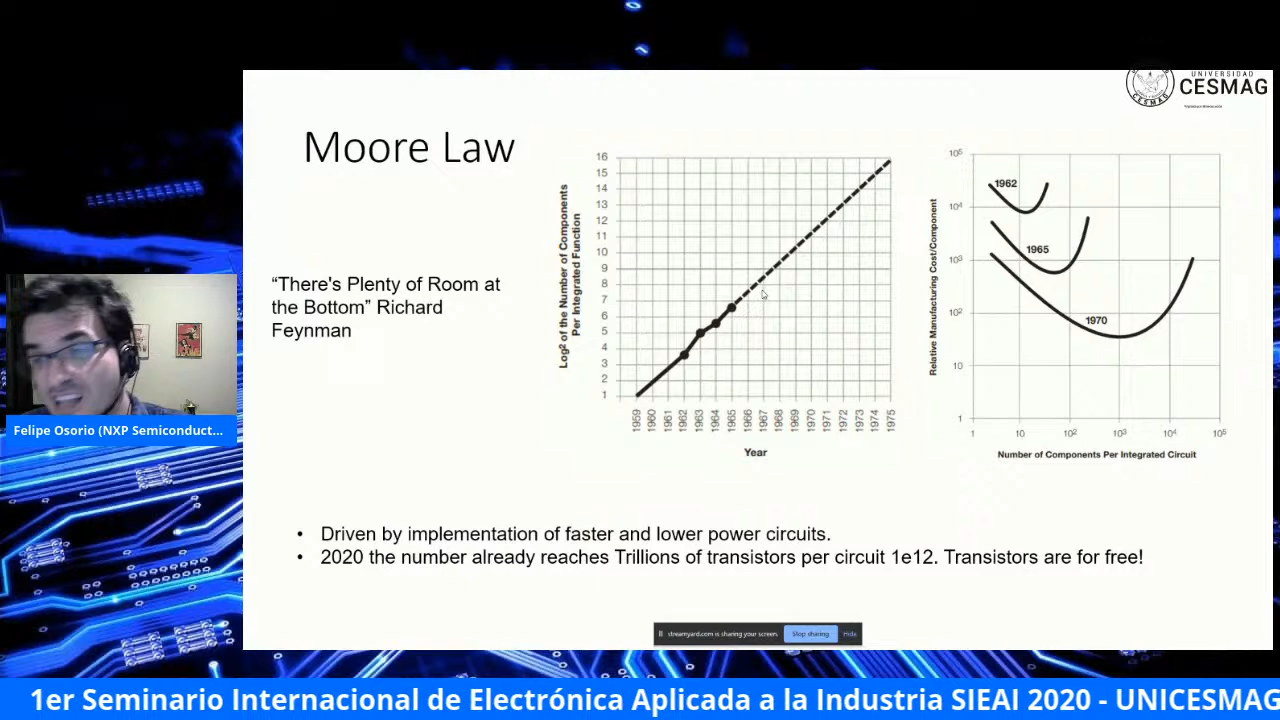 UNIVERSIDAD
CESMAG
Moore Law
“There's Plenty of Room at
the Bottom” Richard
Feynman
Log² of the Number of Components
Per Integrated Function
16
15
14
13
12
11
10
9
8
7
6
5
4
3
2
1
1959
1960
1961
1962
1963
1964
1965
1966
1967
1968
1969
1970
1971
1972
1973
1974
1975
Year
Relative Manufacturing Cost/Component
10⁵
10⁴
10³
10²
10
1
1962
1965
1970
1
10
10²
10³
10⁴
10⁵
Number of Components Per Integrated Circuit
Felipe Osorio (NXP Semiconduct...
• Driven by implementation of faster and lower power circuits.
• 2020 the number already reaches Trillions of transistors per circuit 1e12. Transistors are for free!
streamyard.com is sharing your screen.
Stop sharing
Hide
1er Seminario Internacional de Electrónica Aplicada a la Industria SIEAI 2020 - UNICESMAG